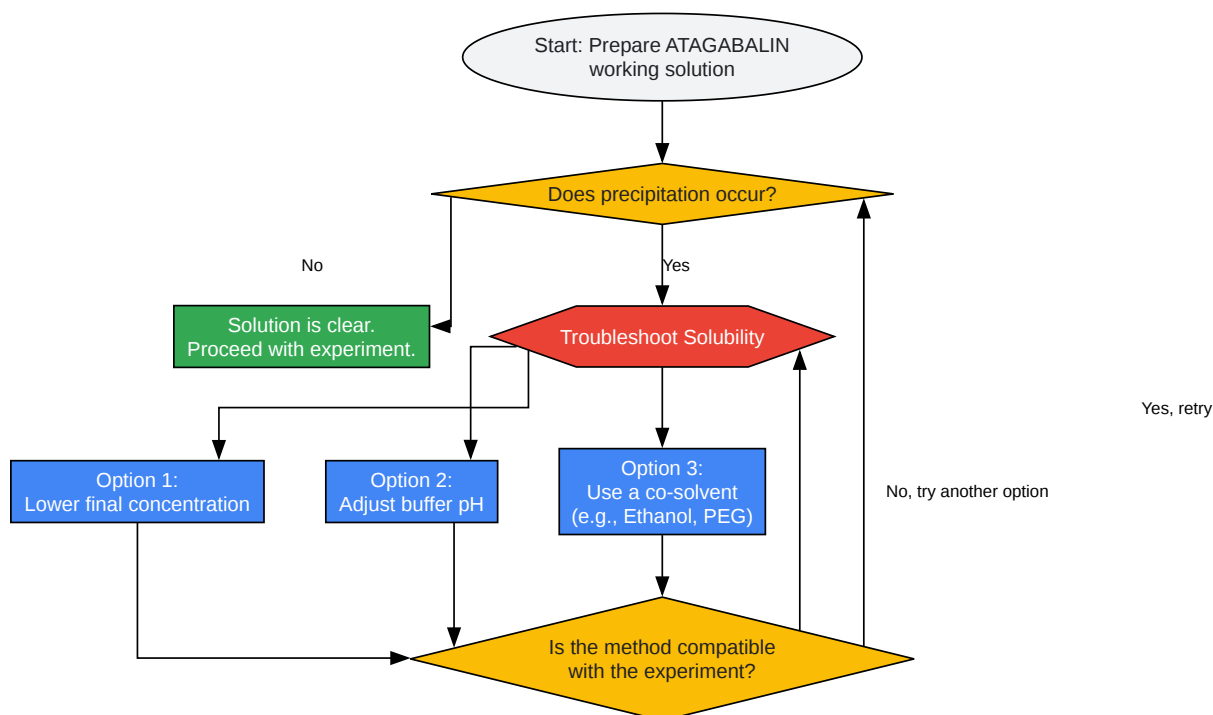 Start: Prepare ATAGABALIN
working solution
Does precipitation occur?
No
Yes
Solution is clear.
Proceed with experiment.
Troubleshoot Solubility
Yes, retry
Option 1:
Lower final concentration
Option 2:
Adjust buffer pH
Option 3:
Use a co-solvent
(e.g., Ethanol, PEG)
No, try another option
Is the method compatible
with the experiment?